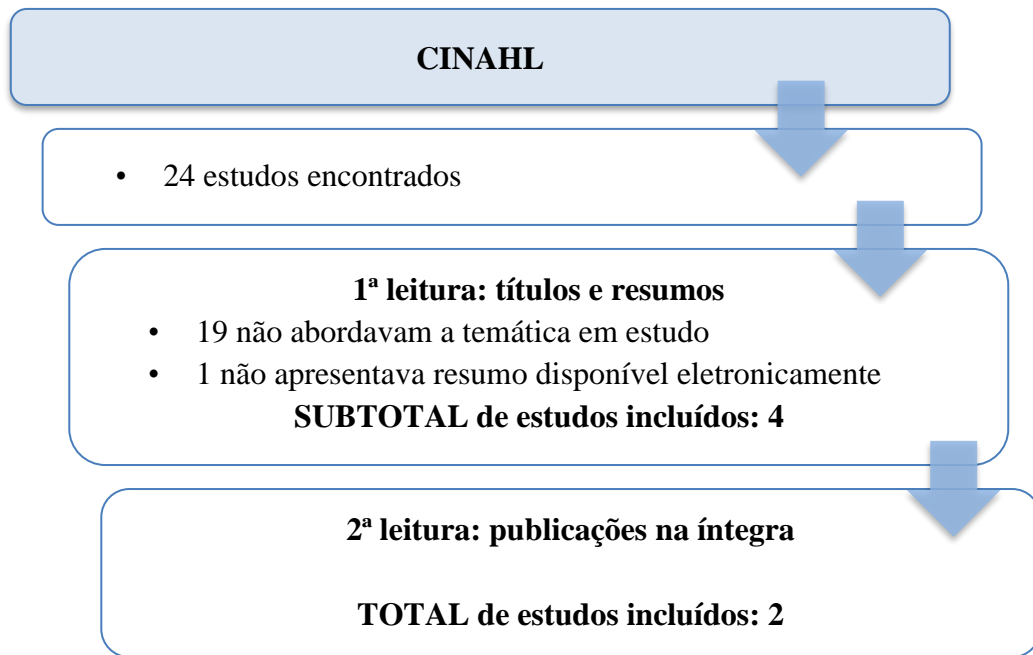 CINAHL
• 24 estudos encontrados
1ª leitura: títulos e resumos
• 19 não abordavam a temática em estudo
• 1 não apresentava resumo disponível eletronicamente
SUBTOTAL de estudos incluídos: 4
2ª leitura: publicações na íntegra
TOTAL de estudos incluídos: 2